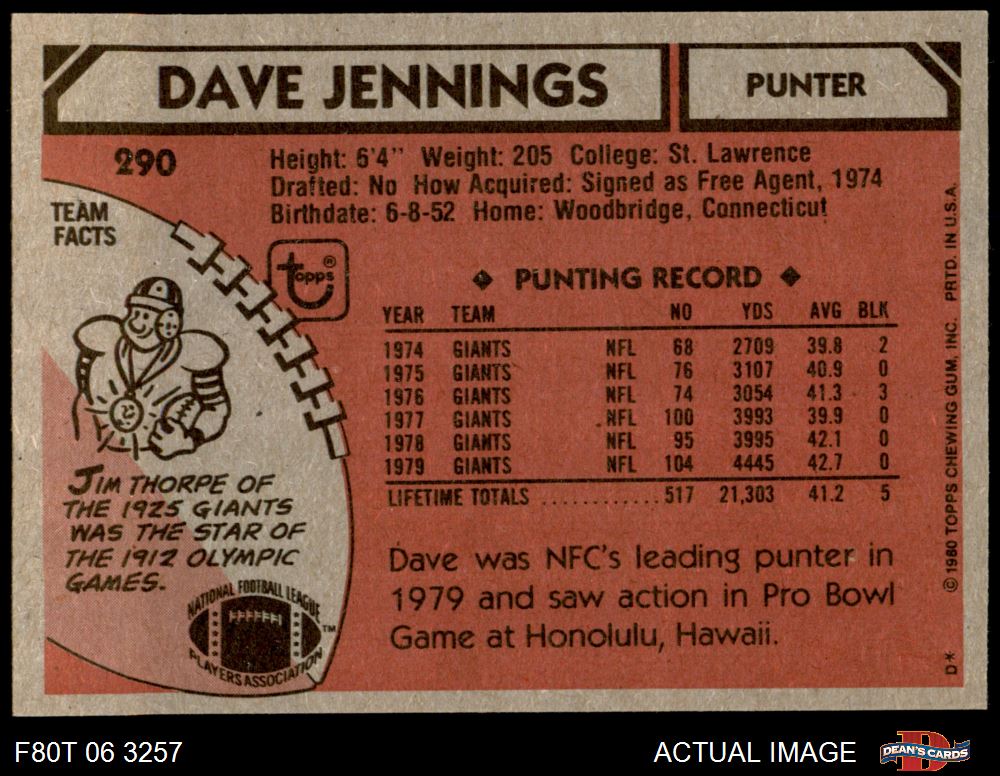 DAVE JENNINGS
PUNTER
290
Height: 6'4" Weight: 205 College: St. Lawrence
Drafted: No How Acquired: Signed as Free Agent, 1974
Birthdate: 6-8-52 Home: Woodbridge, Connecticut
TEAM
FACTS
topps®
JIM THORPE OF
THE 1925 GIANTS
WAS THE STAR OF
THE 1912 OLYMPIC
GAMES.
NATIONAL FOOTBALL LEAGUE
PLAYERS ASSOCIATION
TM
◆ PUNTING RECORD ◆
YEAR TEAM NO YDS AVG BLK
1974 GIANTS NFL 68 2709 39.8 2
1975 GIANTS NFL 76 3107 40.9 0
1976 GIANTS NFL 74 3054 41.3 3
1977 GIANTS NFL 100 3993 39.9 0
1978 GIANTS NFL 95 3995 42.1 0
1979 GIANTS NFL 104 4445 42.7 0
LIFETIME TOTALS .......... 517 21,303 41.2 5
Dave was NFC's leading punter in
1979 and saw action in Pro Bowl
Game at Honolulu, Hawaii.
D* ©1980 TOPPS CHEWING GUM, INC. PRTD. IN U.S.A.
F80T 06 3257
ACTUAL IMAGE
DEAN'S CARDS